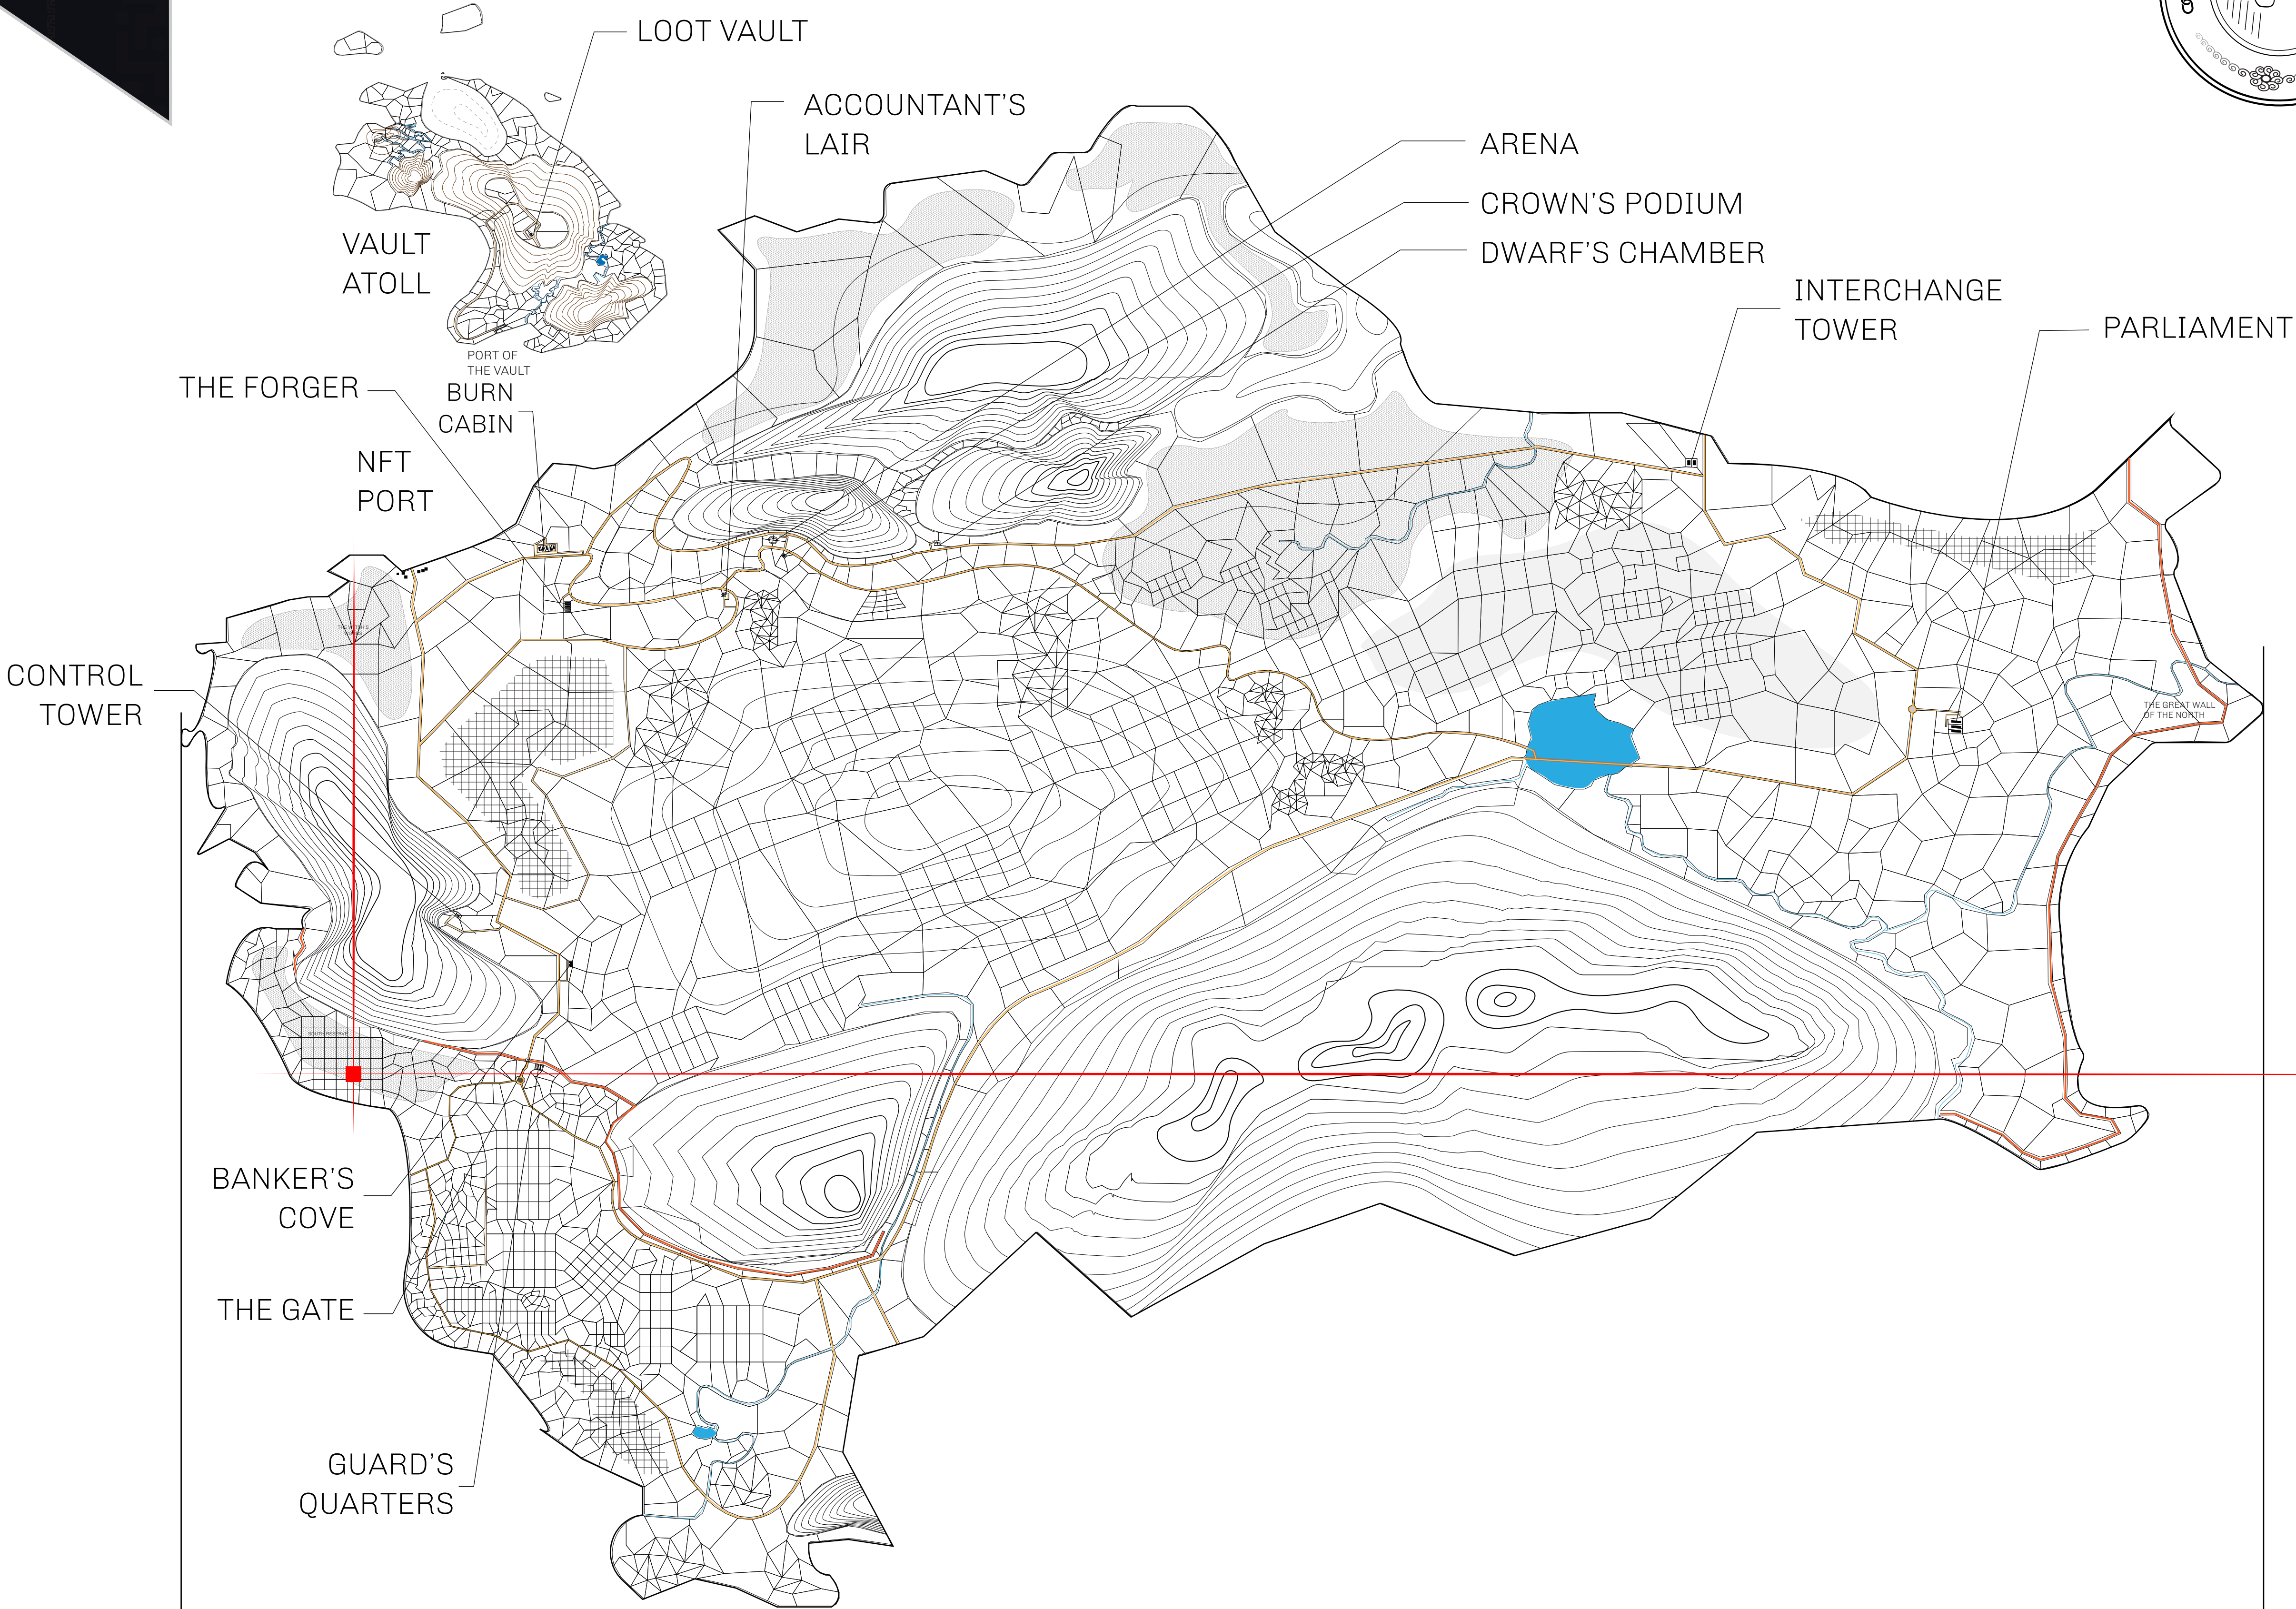 LOOT VAULT
ACCOUNTANT'S
LAIR
ARENA
CROWN'S PODIUM
DWARF'S CHAMBER
VAULT
ATOLL
INTERCHANGE
TOWER
PARLIAMENT
PORT OF
THE VAULT
THE FORGER
BURN
CABIN
NFT
PORT
CONTROL
TOWER
THE GREAT WALL
OF THE NORTH
SOUTH RESERVE
BANKER'S
COVE
THE GATE
GUARD'S
QUARTERS